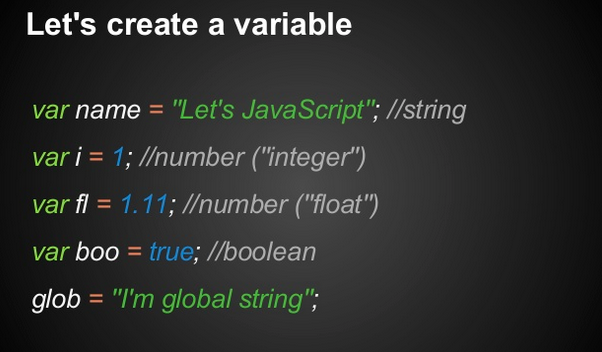 Let's create a variable
var name = "Let's JavaScript"; //string
var i = 1; //number ("integer")
var fl = 1.11; //number ("float")
var boo = true; //boolean
glob = "I'm global string";